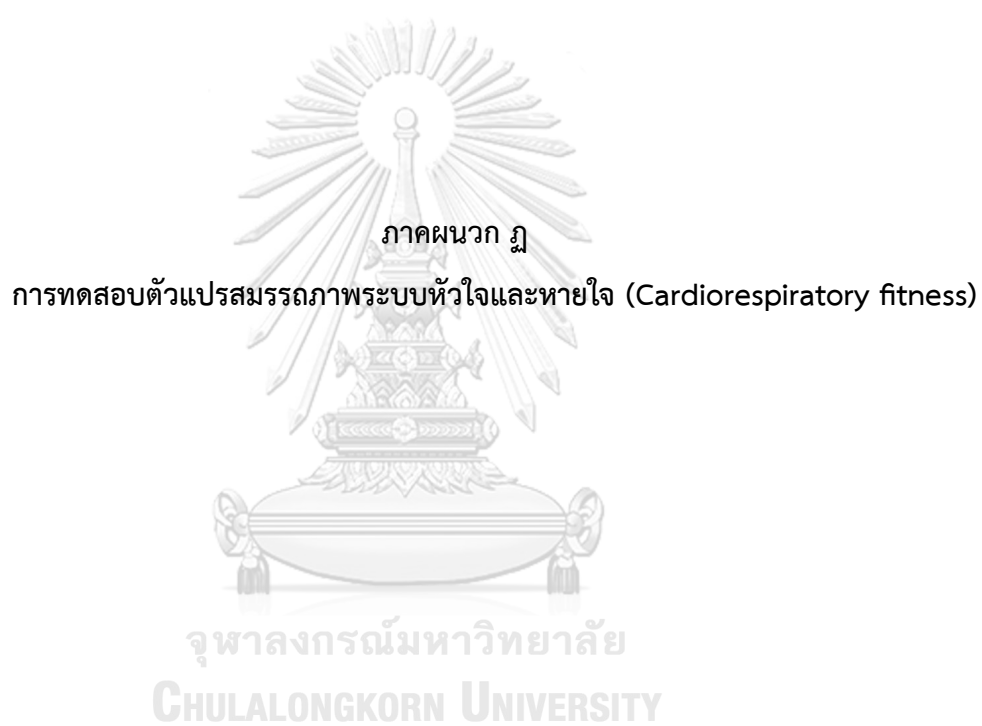 ภาคผนวก ฏ
การทดสอบตัวแปรสมรรถภาพระบบหัวใจและหายใจ (Cardiorespiratory fitness)
จุฬาลงกรณ์มหาวิทยาลัย
CHULALONGKORN UNIVERSITY